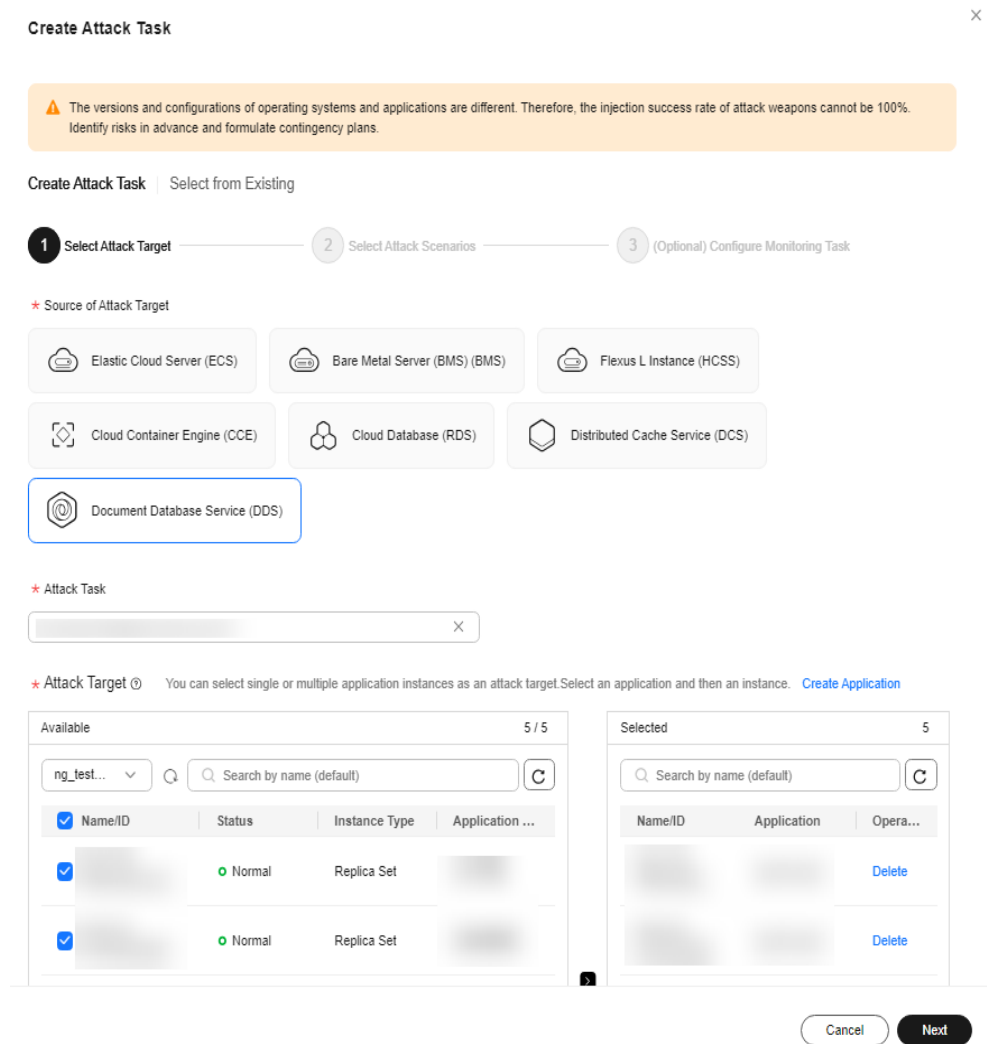 Create Attack Task
The versions and configurations of operating systems and applications are different. Therefore, the injection success rate of attack weapons cannot be 100%.
Identify risks in advance and formulate contingency plans.
Create Attack Task Select from Existing
1 Select Attack Target 2 Select Attack Scenarios 3 (Optional) Configure Monitoring Task
* Source of Attack Target
Elastic Cloud Server (ECS) Bare Metal Server (BMS) (BMS) Flexus L Instance (HCSS)
Cloud Container Engine (CCE) Cloud Database (RDS) Distributed Cache Service (DCS)
Document Database Service (DDS)
* Attack Task
* Attack Target You can select single or multiple application instances as an attack target.Select an application and then an instance. Create Application
Available 5 / 5 Selected 5
ng_test... Search by name (default) Search by name (default)
Name/ID Status Instance Type Application ... Name/ID Application Opera...
Normal Replica Set Delete
Normal Replica Set Delete
Cancel Next